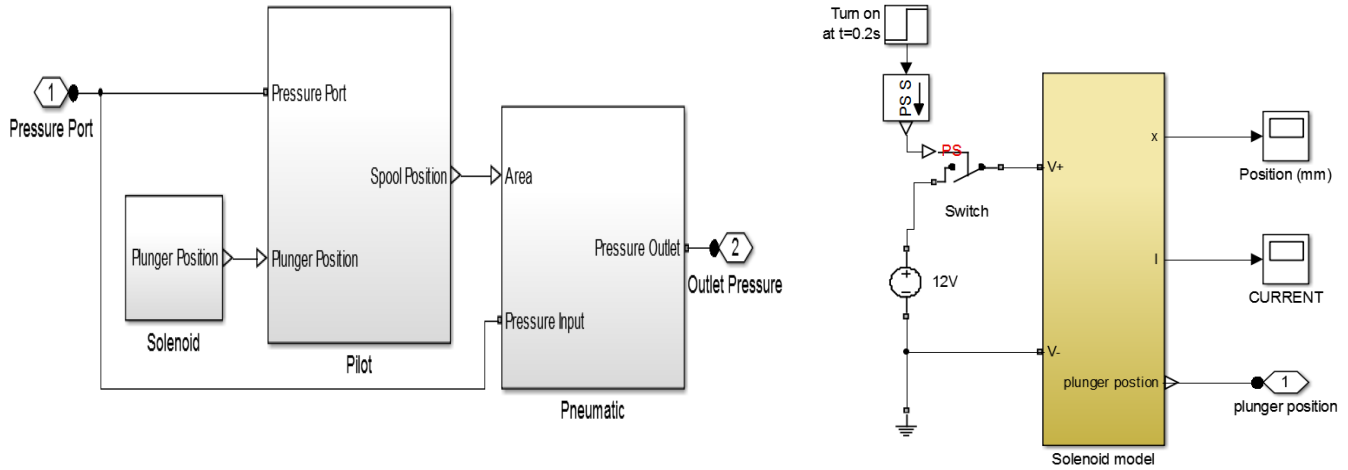 1
Pressure Port
Pressure Port
Spool Position
Plunger Position
Plunger Position
Solenoid
Pilot
Area
Pressure Outlet
Pressure Input
Pneumatic
2
Outlet Pressure
Turn on
at t=0.2s
PS S
PS
Switch
12V
V+
V-
x
I
plunger postion
Solenoid model
Position (mm)
CURRENT
1
plunger position